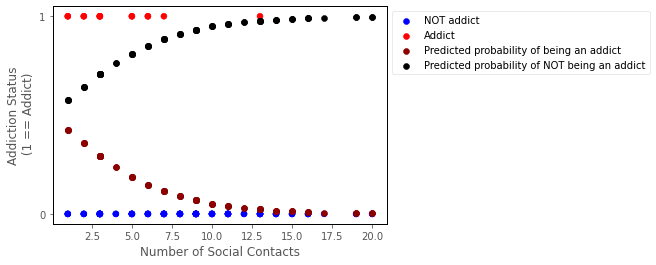 1
0
Addiction Status
(1 == Addict)
2.5 5.0 7.5 10.0 12.5 15.0 17.5 20.0
Number of Social Contacts
NOT addict
Addict
Predicted probability of being an addict
Predicted probability of NOT being an addict